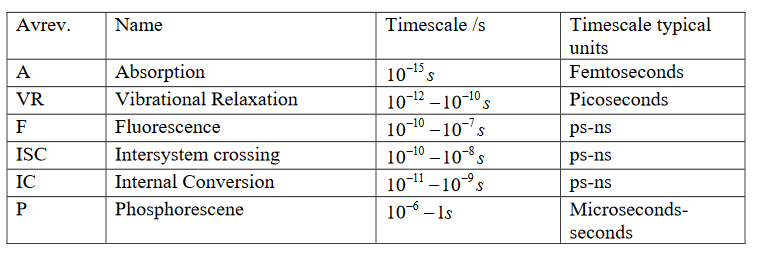 Avrev. Name Timescale /s Timescale typical
units
A Absorption 10⁻¹⁵ s Femtoseconds
VR Vibrational Relaxation 10⁻¹² – 10⁻¹⁰ s Picoseconds
F Fluorescence 10⁻¹⁰ – 10⁻⁷ s ps-ns
ISC Intersystem crossing 10⁻¹⁰ – 10⁻⁸ s ps-ns
IC Internal Conversion 10⁻¹¹ – 10⁻⁹ s ps-ns
P Phosphorescene 10⁻⁶ – 1s Microseconds-
seconds